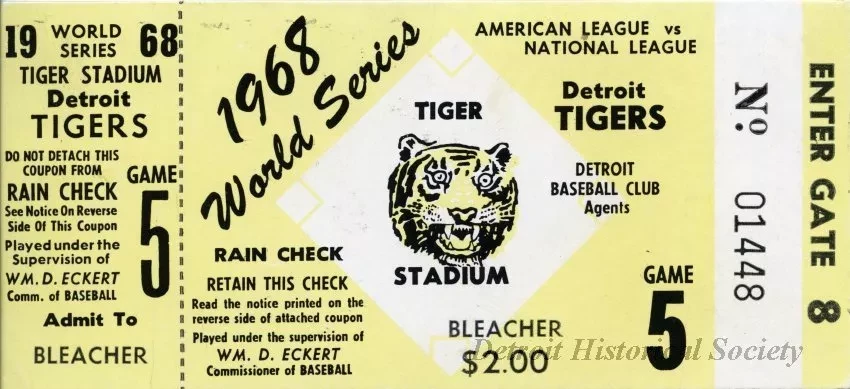 19 WORLD SERIES 68
TIGER STADIUM
Detroit
TIGERS
DO NOT DETACH THIS
COUPON FROM
RAIN CHECK
See Notice On Reverse
Side Of This Coupon
Played under the
Supervision of
WM. D. ECKERT
Comm. of BASEBALL
Admit To
BLEACHER
GAME
5
1968
World Series
RAIN CHECK
RETAIN THIS CHECK
Read the notice printed on the
reverse side of attached coupon
Played under the supervision of
WM. D. ECKERT
Commissioner of BASEBALL
TIGER
STADIUM
BLEACHER
$2.00
AMERICAN LEAGUE vs
NATIONAL LEAGUE
Detroit
TIGERS
DETROIT
BASEBALL CLUB
Agents
GAME
5
No. 01448
ENTER GATE 8
Detroit Historical Society